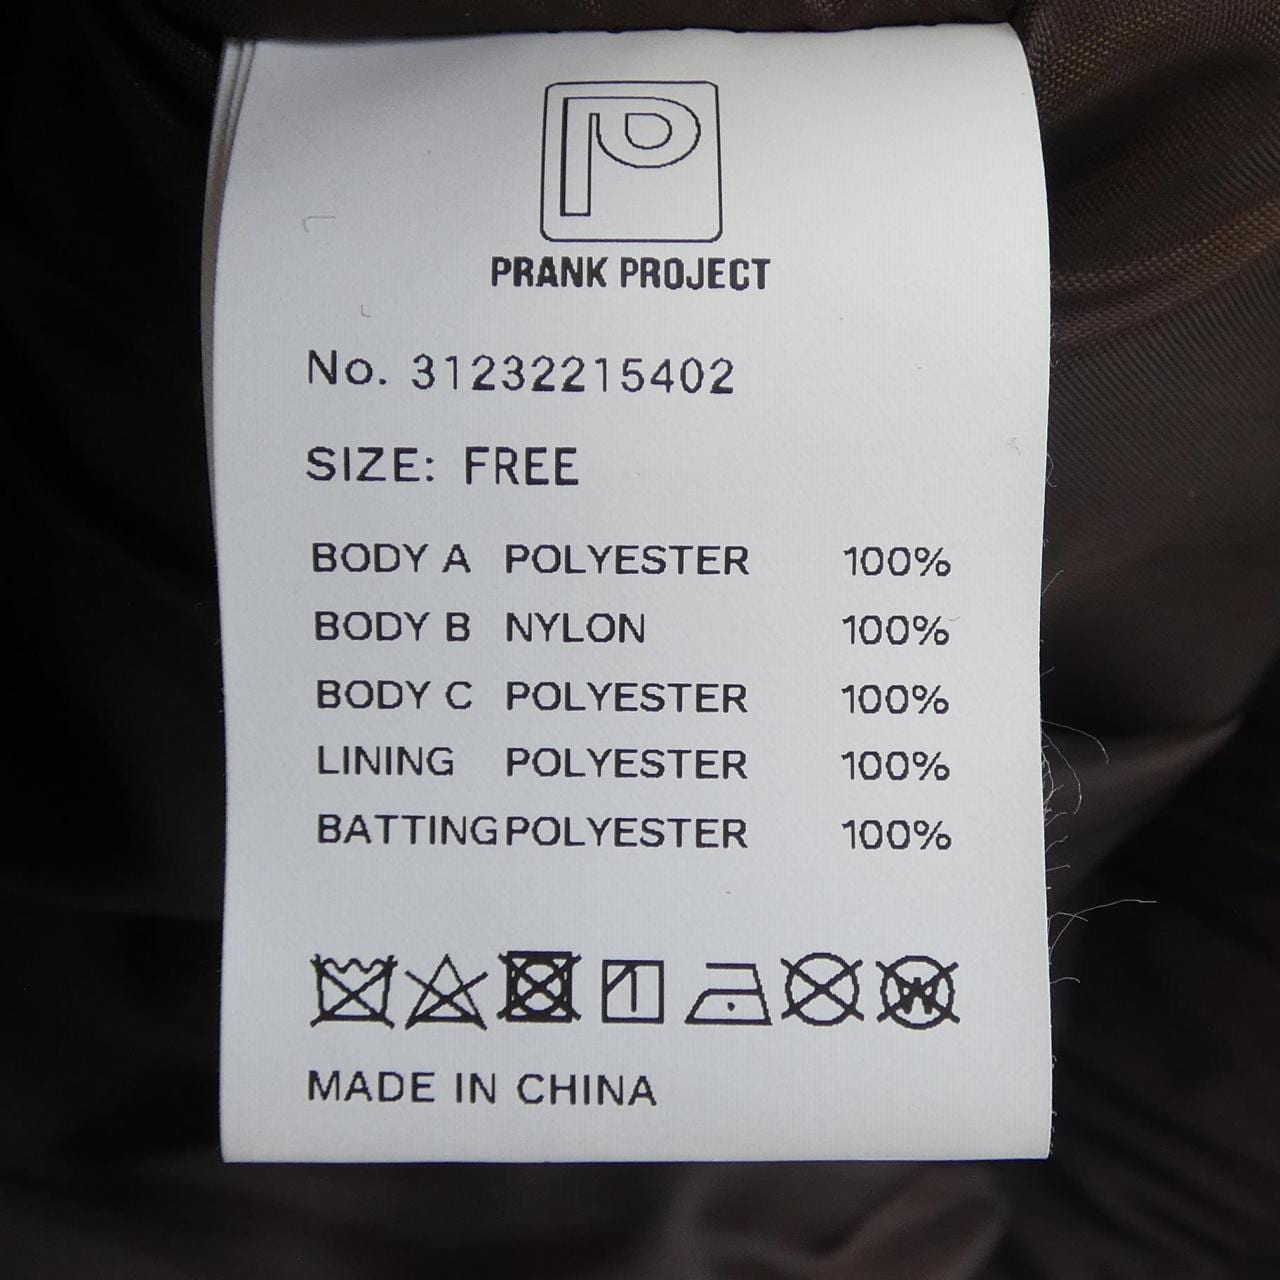 PRANK PROJECT
No. 31232215402
SIZE: FREE
BODY A POLYESTER 100%
BODY B NYLON 100%
BODY C POLYESTER 100%
LINING POLYESTER 100%
BATTING POLYESTER 100%
MADE IN CHINA